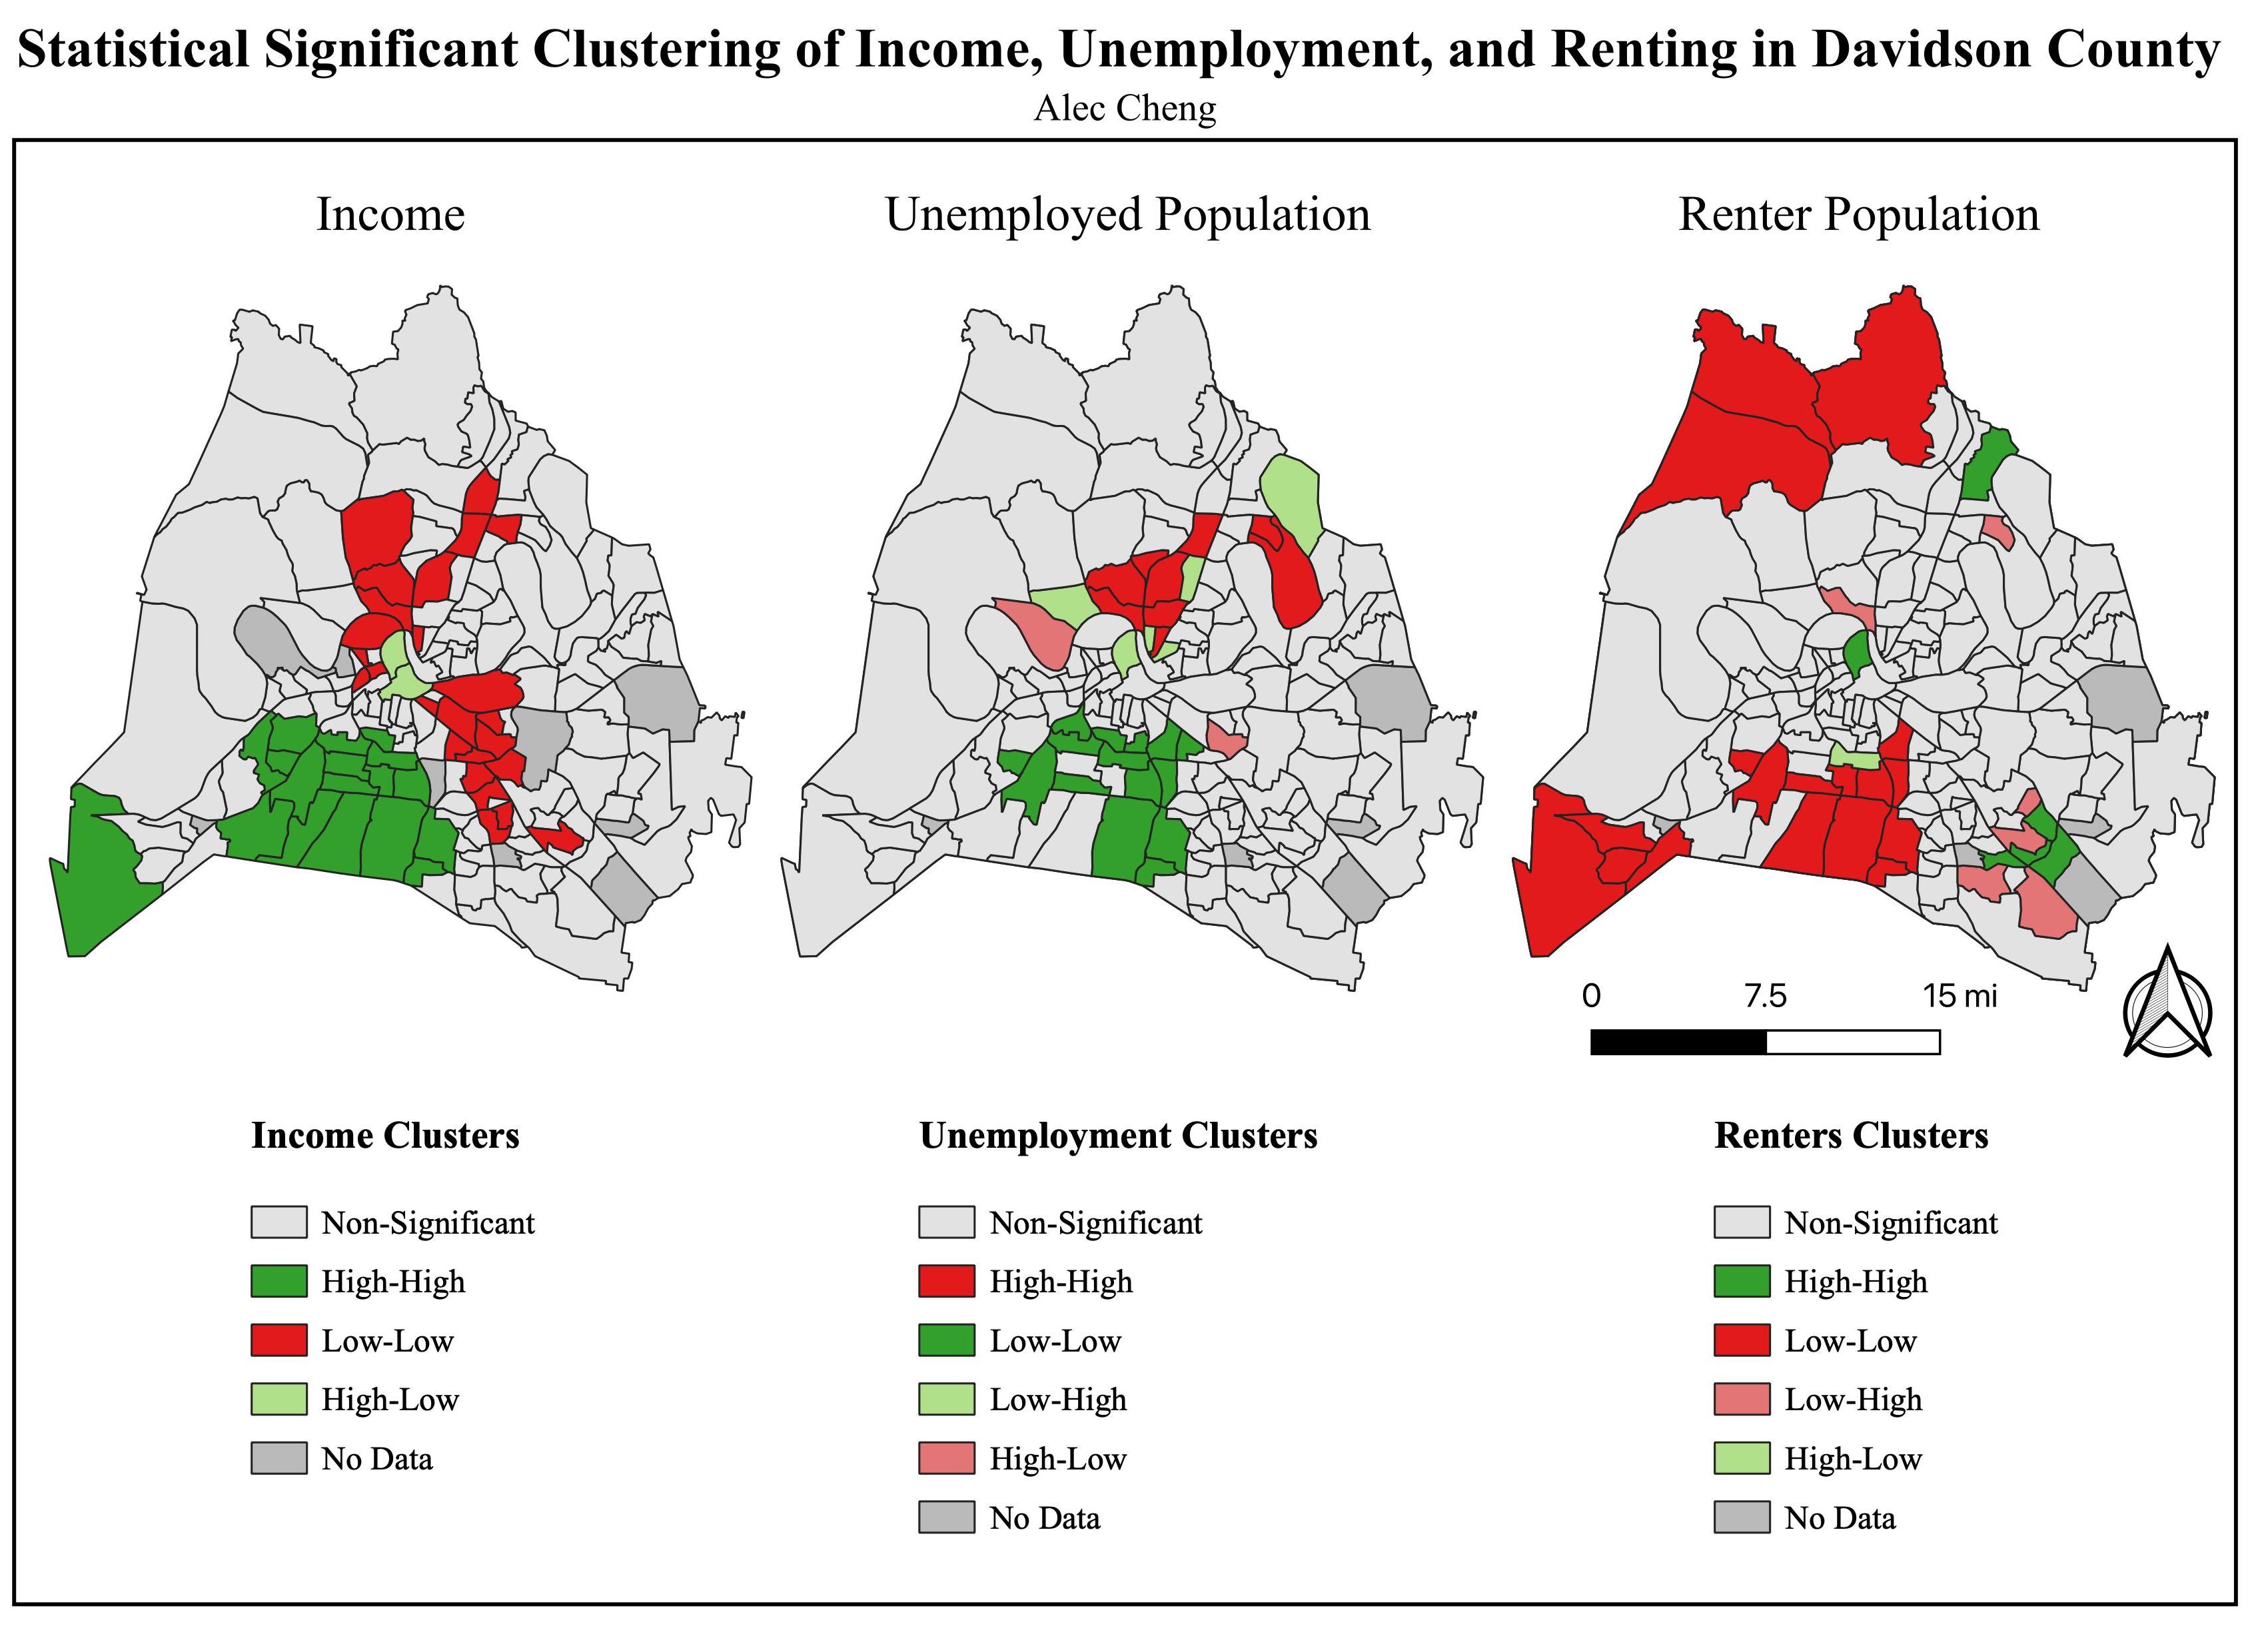 Statistical Significant Clustering of Income, Unemployment, and Renting in Davidson County
Alec Cheng
Income
Unemployed Population
Renter Population
0 7.5 15 mi
Income Clusters
Non-Significant
High-High
Low-Low
High-Low
No Data
Unemployment Clusters
Non-Significant
High-High
Low-Low
Low-High
High-Low
No Data
Renters Clusters
Non-Significant
High-High
Low-Low
Low-High
High-Low
No Data